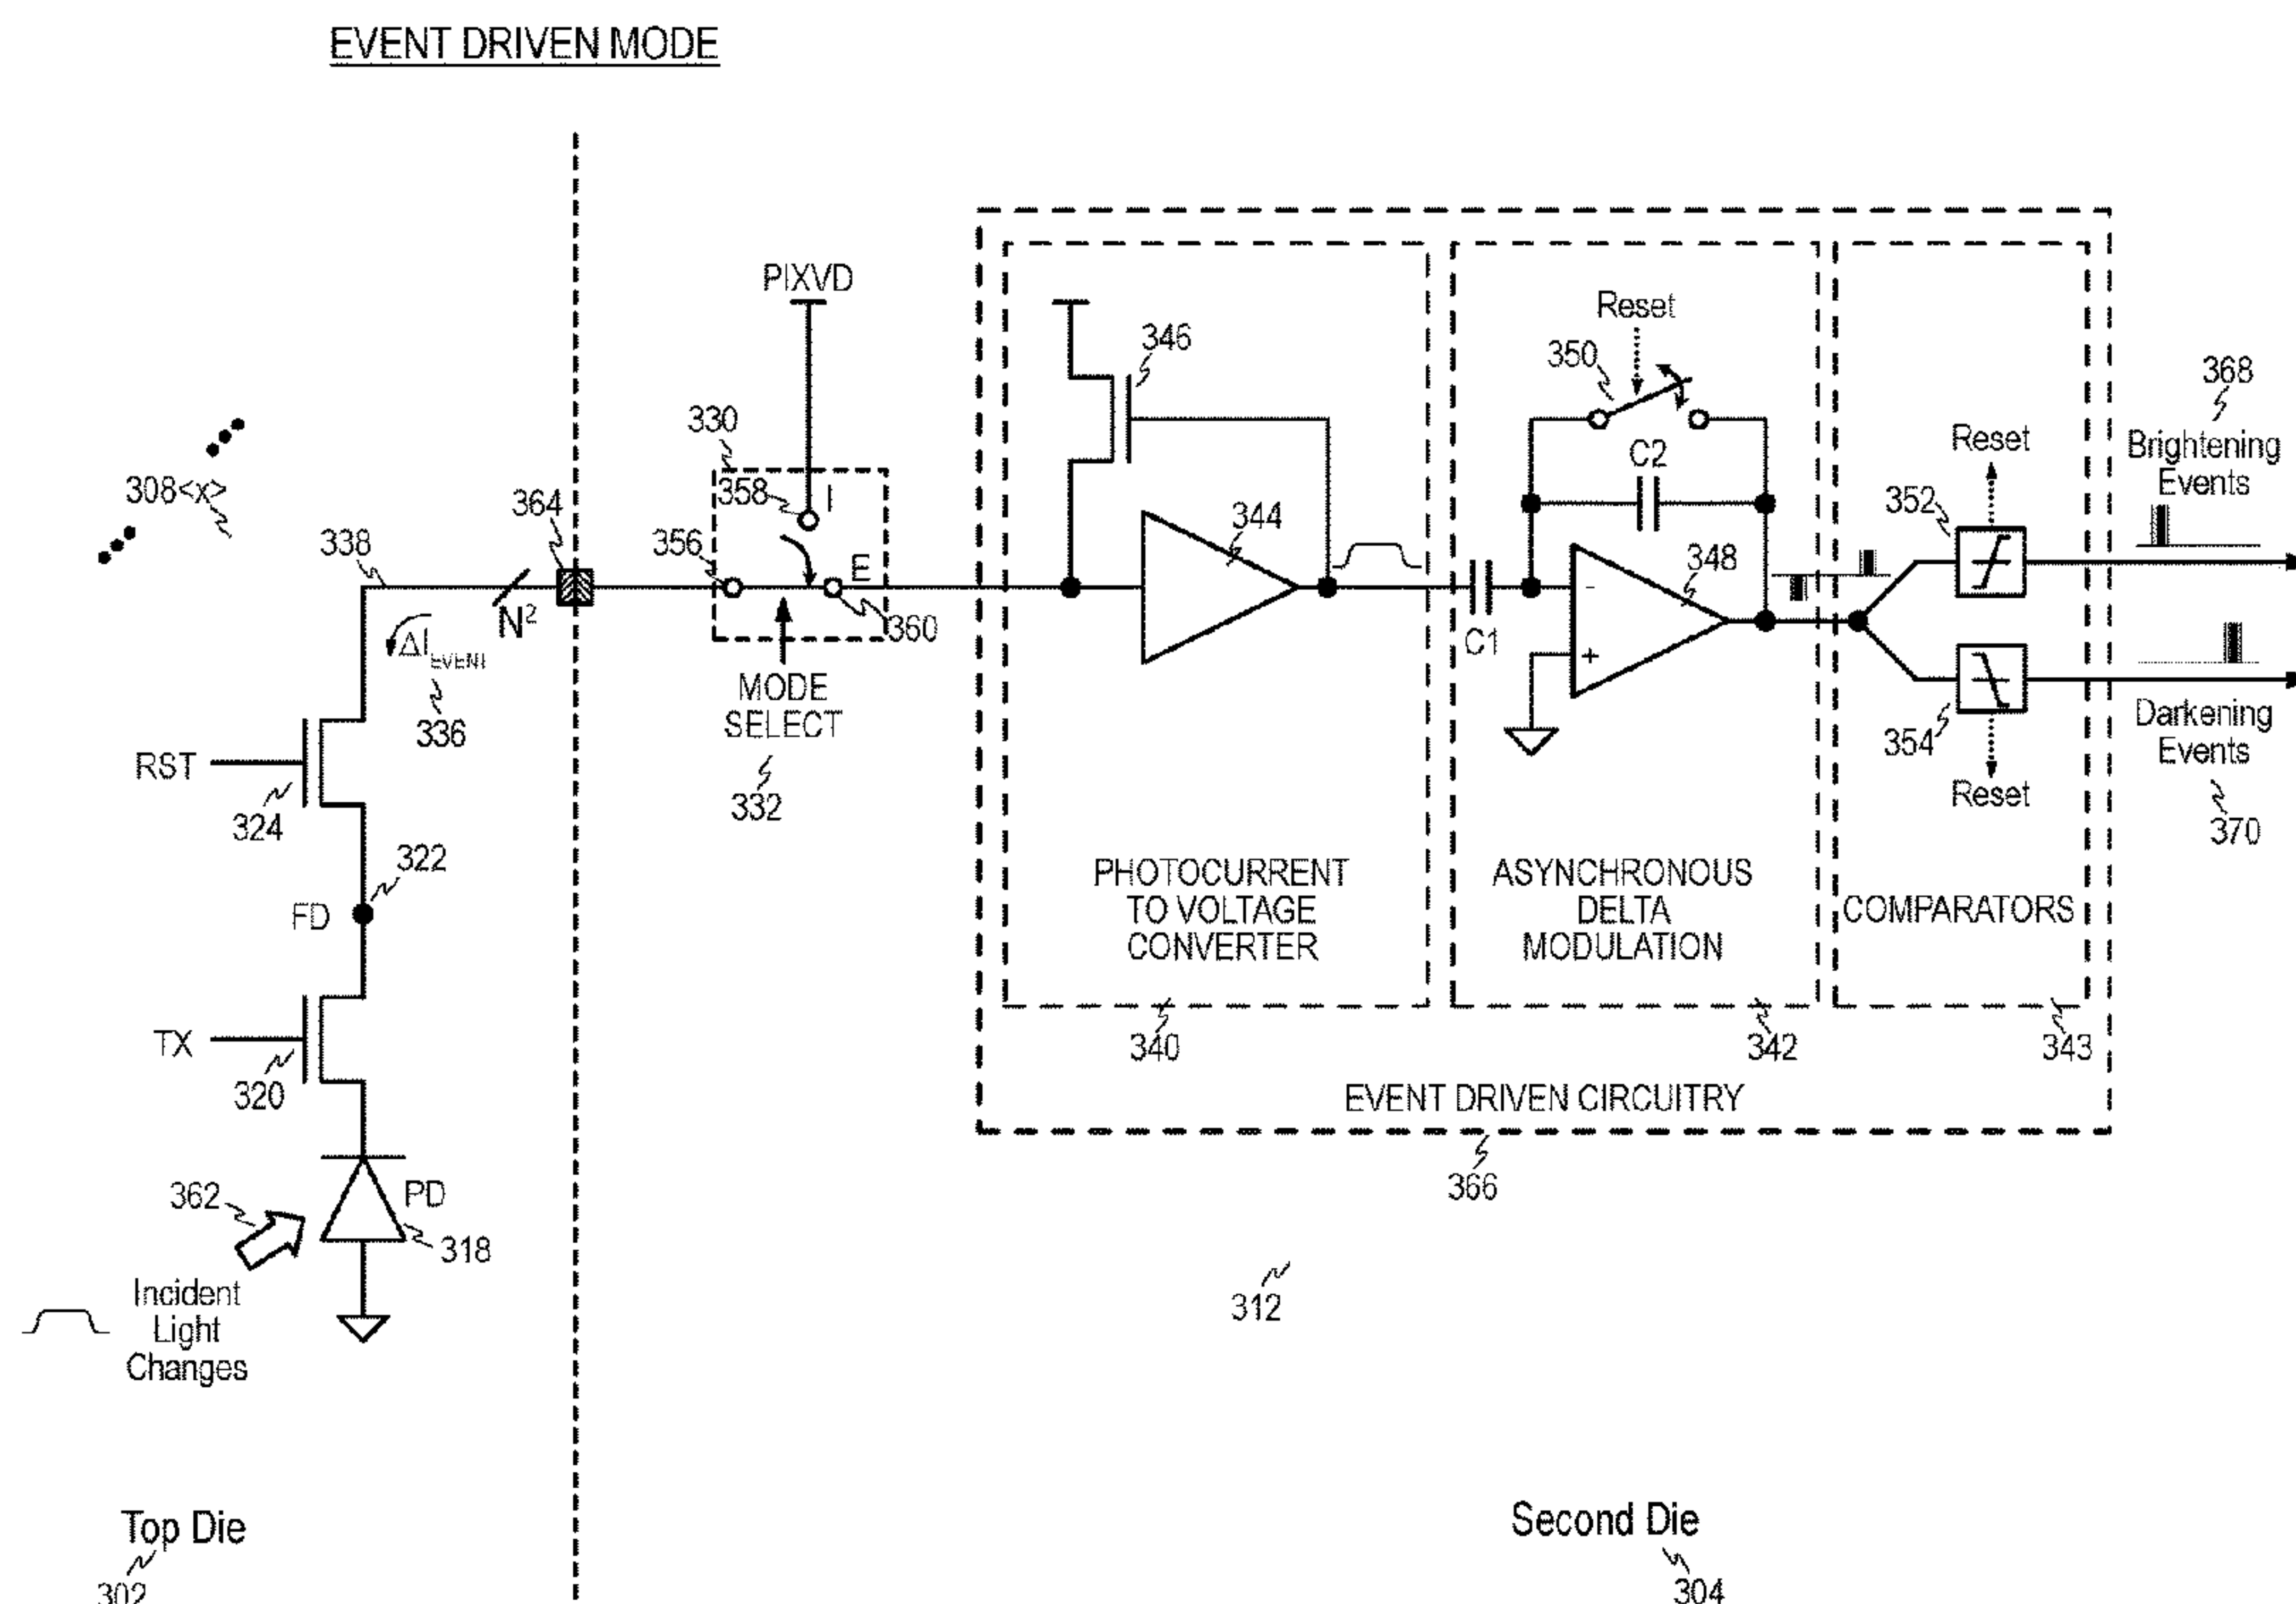 EVENT DRIVEN MODE
PIXVD
Reset
346
350
368
330
C2
Reset
Brightening
Events
308<x>
364
358
I
352
344
338
356
E
348
N²
360
C1
ΔI_EVENT
MODE
SELECT
336
354
Darkening
Events
RST
332
Reset
324
370
322
PHOTOCURRENT
TO VOLTAGE
CONVERTER
ASYNCHRONOUS
DELTA
MODULATION
COMPARATORS
FD
TX
340
342
343
320
EVENT DRIVEN CIRCUITRY
362
PD
366
318
Incident
Light
Changes
312
Top Die
Second Die
302
304
-
+